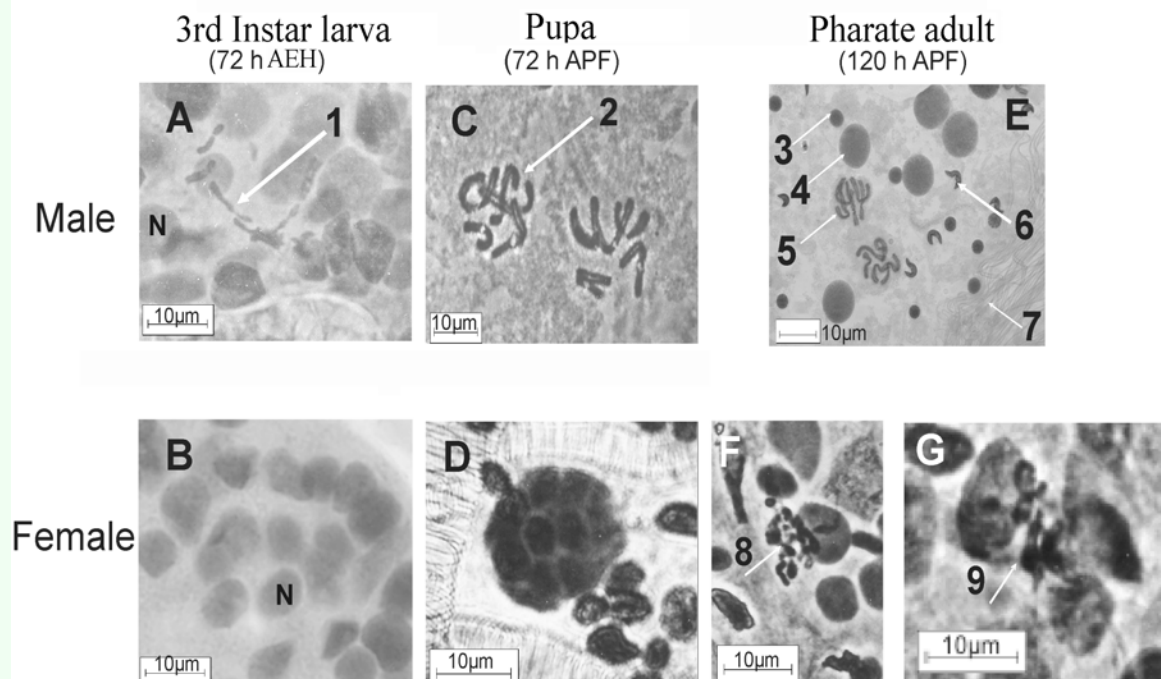 3rd Instar larva
(72 h AEH)
Pupa
(72 h APF)
Pharate adult
(120 h APF)
Male
A
1
N
10µm
C
2
10µm
E
3
4
5
6
7
10µm
Female
B
N
10µm
D
10µm
F
8
10µm
G
9
10µm